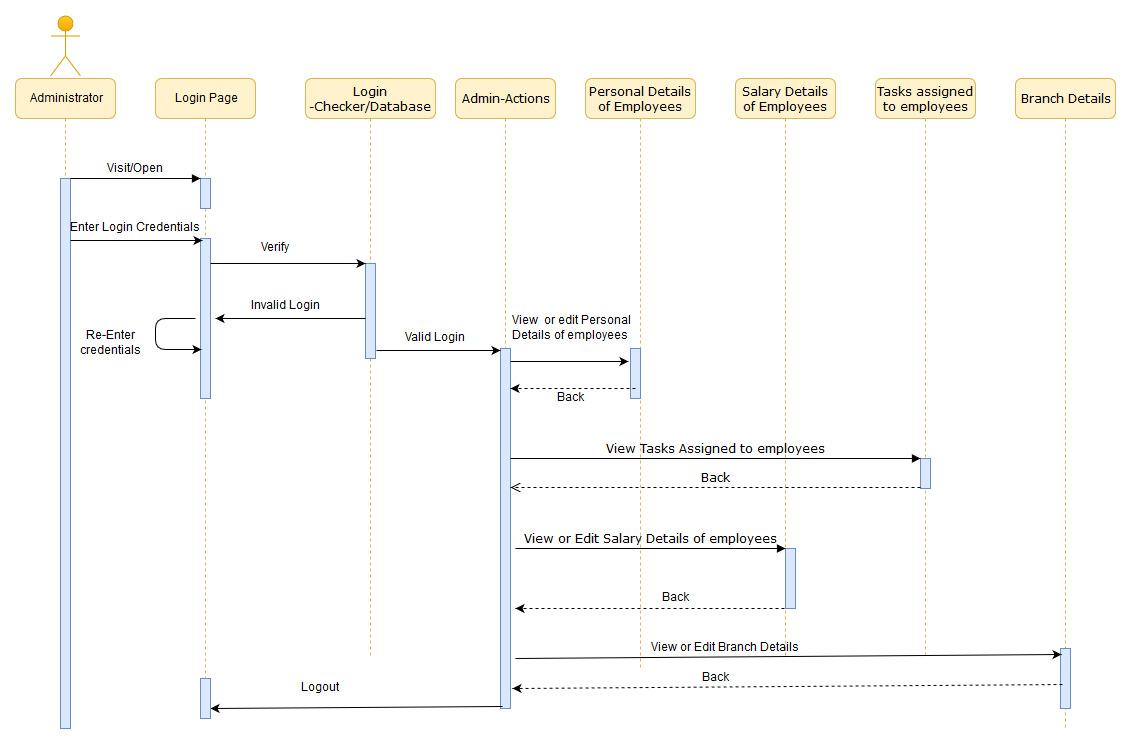 Administrator
Login Page
Login
-Checker/Database
Admin-Actions
Personal Details
of Employees
Salary Details
of Employees
Tasks assigned
to employees
Branch Details
Visit/Open
Enter Login Credentials
Verify
Invalid Login
Re-Enter
credentials
Valid Login
View or edit Personal
Details of employees
Back
View Tasks Assigned to employees
Back
View or Edit Salary Details of employees
Back
View or Edit Branch Details
Back
Logout